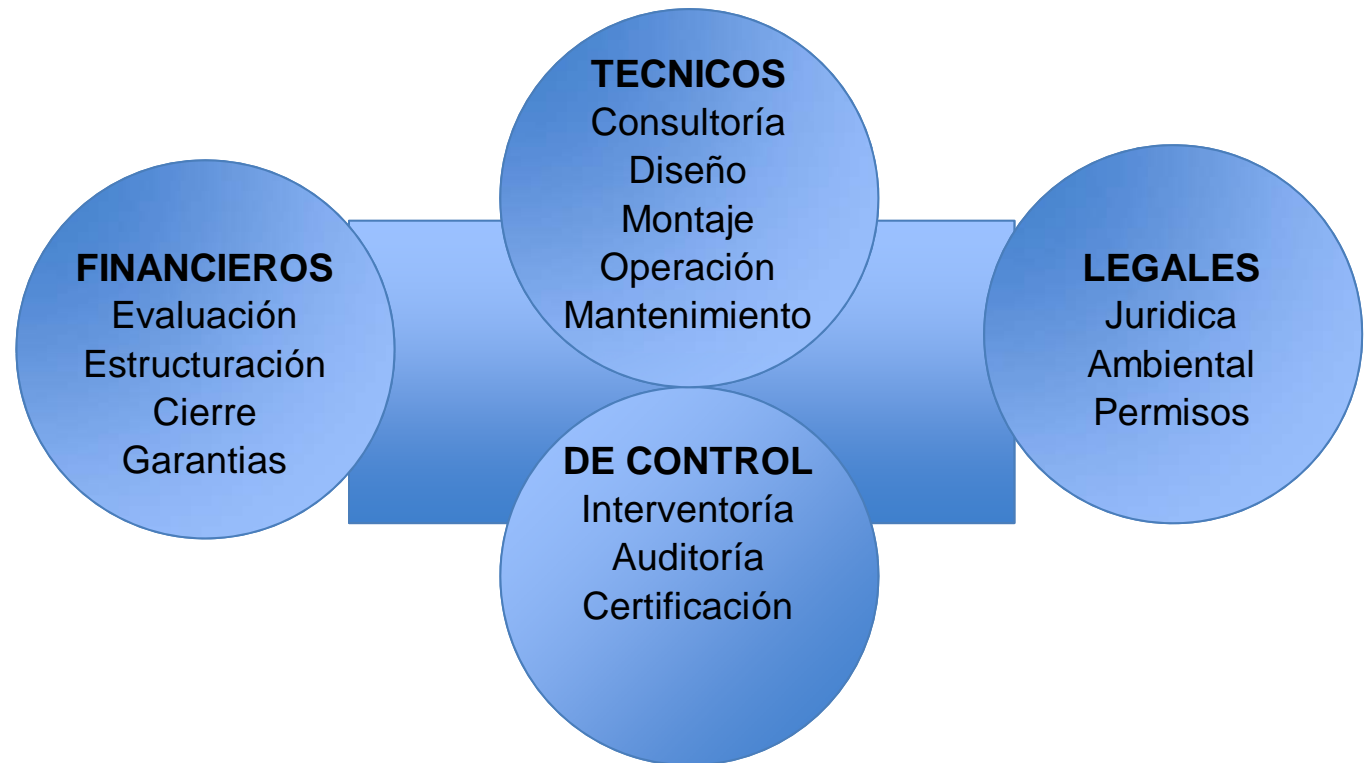 TECNICOS
Consultoría
Diseño
Montaje
Operación
Mantenimiento
FINANCIEROS
Evaluación
Estructuración
Cierre
Garantias
LEGALES
Juridica
Ambiental
Permisos
DE CONTROL
Interventoría
Auditoría
Certificación